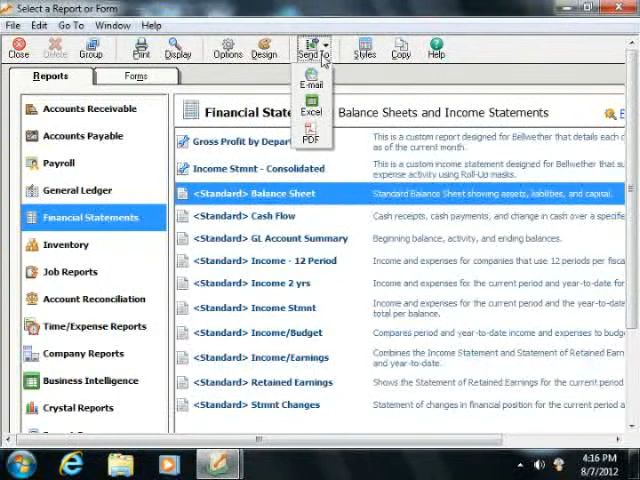 Select a Report or Form
File Edit Go To Window Help
Close Delete Group Print Display Options Design Send To Styles Copy Help
Reports Forms
E-mail
Excel
PDF
Accounts Receivable
Accounts Payable
Payroll
General Ledger
Financial Statements
Inventory
Job Reports
Account Reconciliation
Time/Expense Reports
Company Reports
Business Intelligence
Crystal Reports
Financial State Balance Sheets and Income Statements
Gross Profit by Depart This is a custom report designed for Bellwether that
as of the current month.
Income Stmnt - Consolidated This is a custom income statement designed for Bellwether that su
expense activity using Roll-Up masks.
<Standard> Balance Sheet Standard Balance Sheet showing assets, liabilities, and capital.
<Standard> Cash Flow Cash receipts, cash payments, and change in cash over a specifie
<Standard> GL Account Summary Beginning balance, activity, and ending balances.
<Standard> Income - 12 Period Income and expenses for companies that use 12 periods per fisca
<Standard> Income 2 yrs Income and expenses for the current period and year-to-date for
<Standard> Income Stmnt Income and expenses for the current period and year-to-date
total per balance.
<Standard> Income/Budget Compares period and year-to-date income and expenses to budg
<Standard> Income/Earnings Combines the Income Statement and Statement of Retained Earn
and expenses for the current period and year-to-date
<Standard> Retained Earnings Shows the Statement of Retained Earnings for the current period
<Standard> Stmnt Changes Statement of changes in financial position for the current period a
4:16 PM
8/7/2012